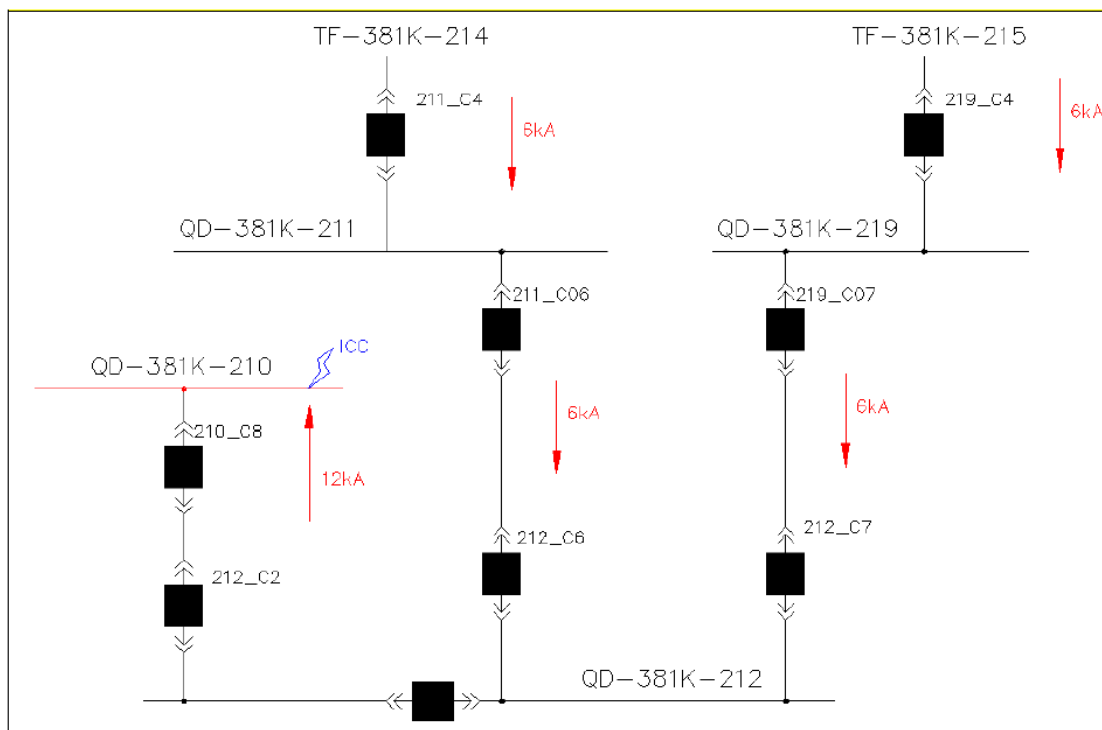 TF-381K-214
TF-381K-215
211_C4
219_C4
6kA
6kA
QD-381K-211
QD-381K-219
211_C06
219_C07
ICC
QD-381K-210
6kA
6kA
210_C8
12kA
212_C6
212_C7
212_C2
QD-381K-212